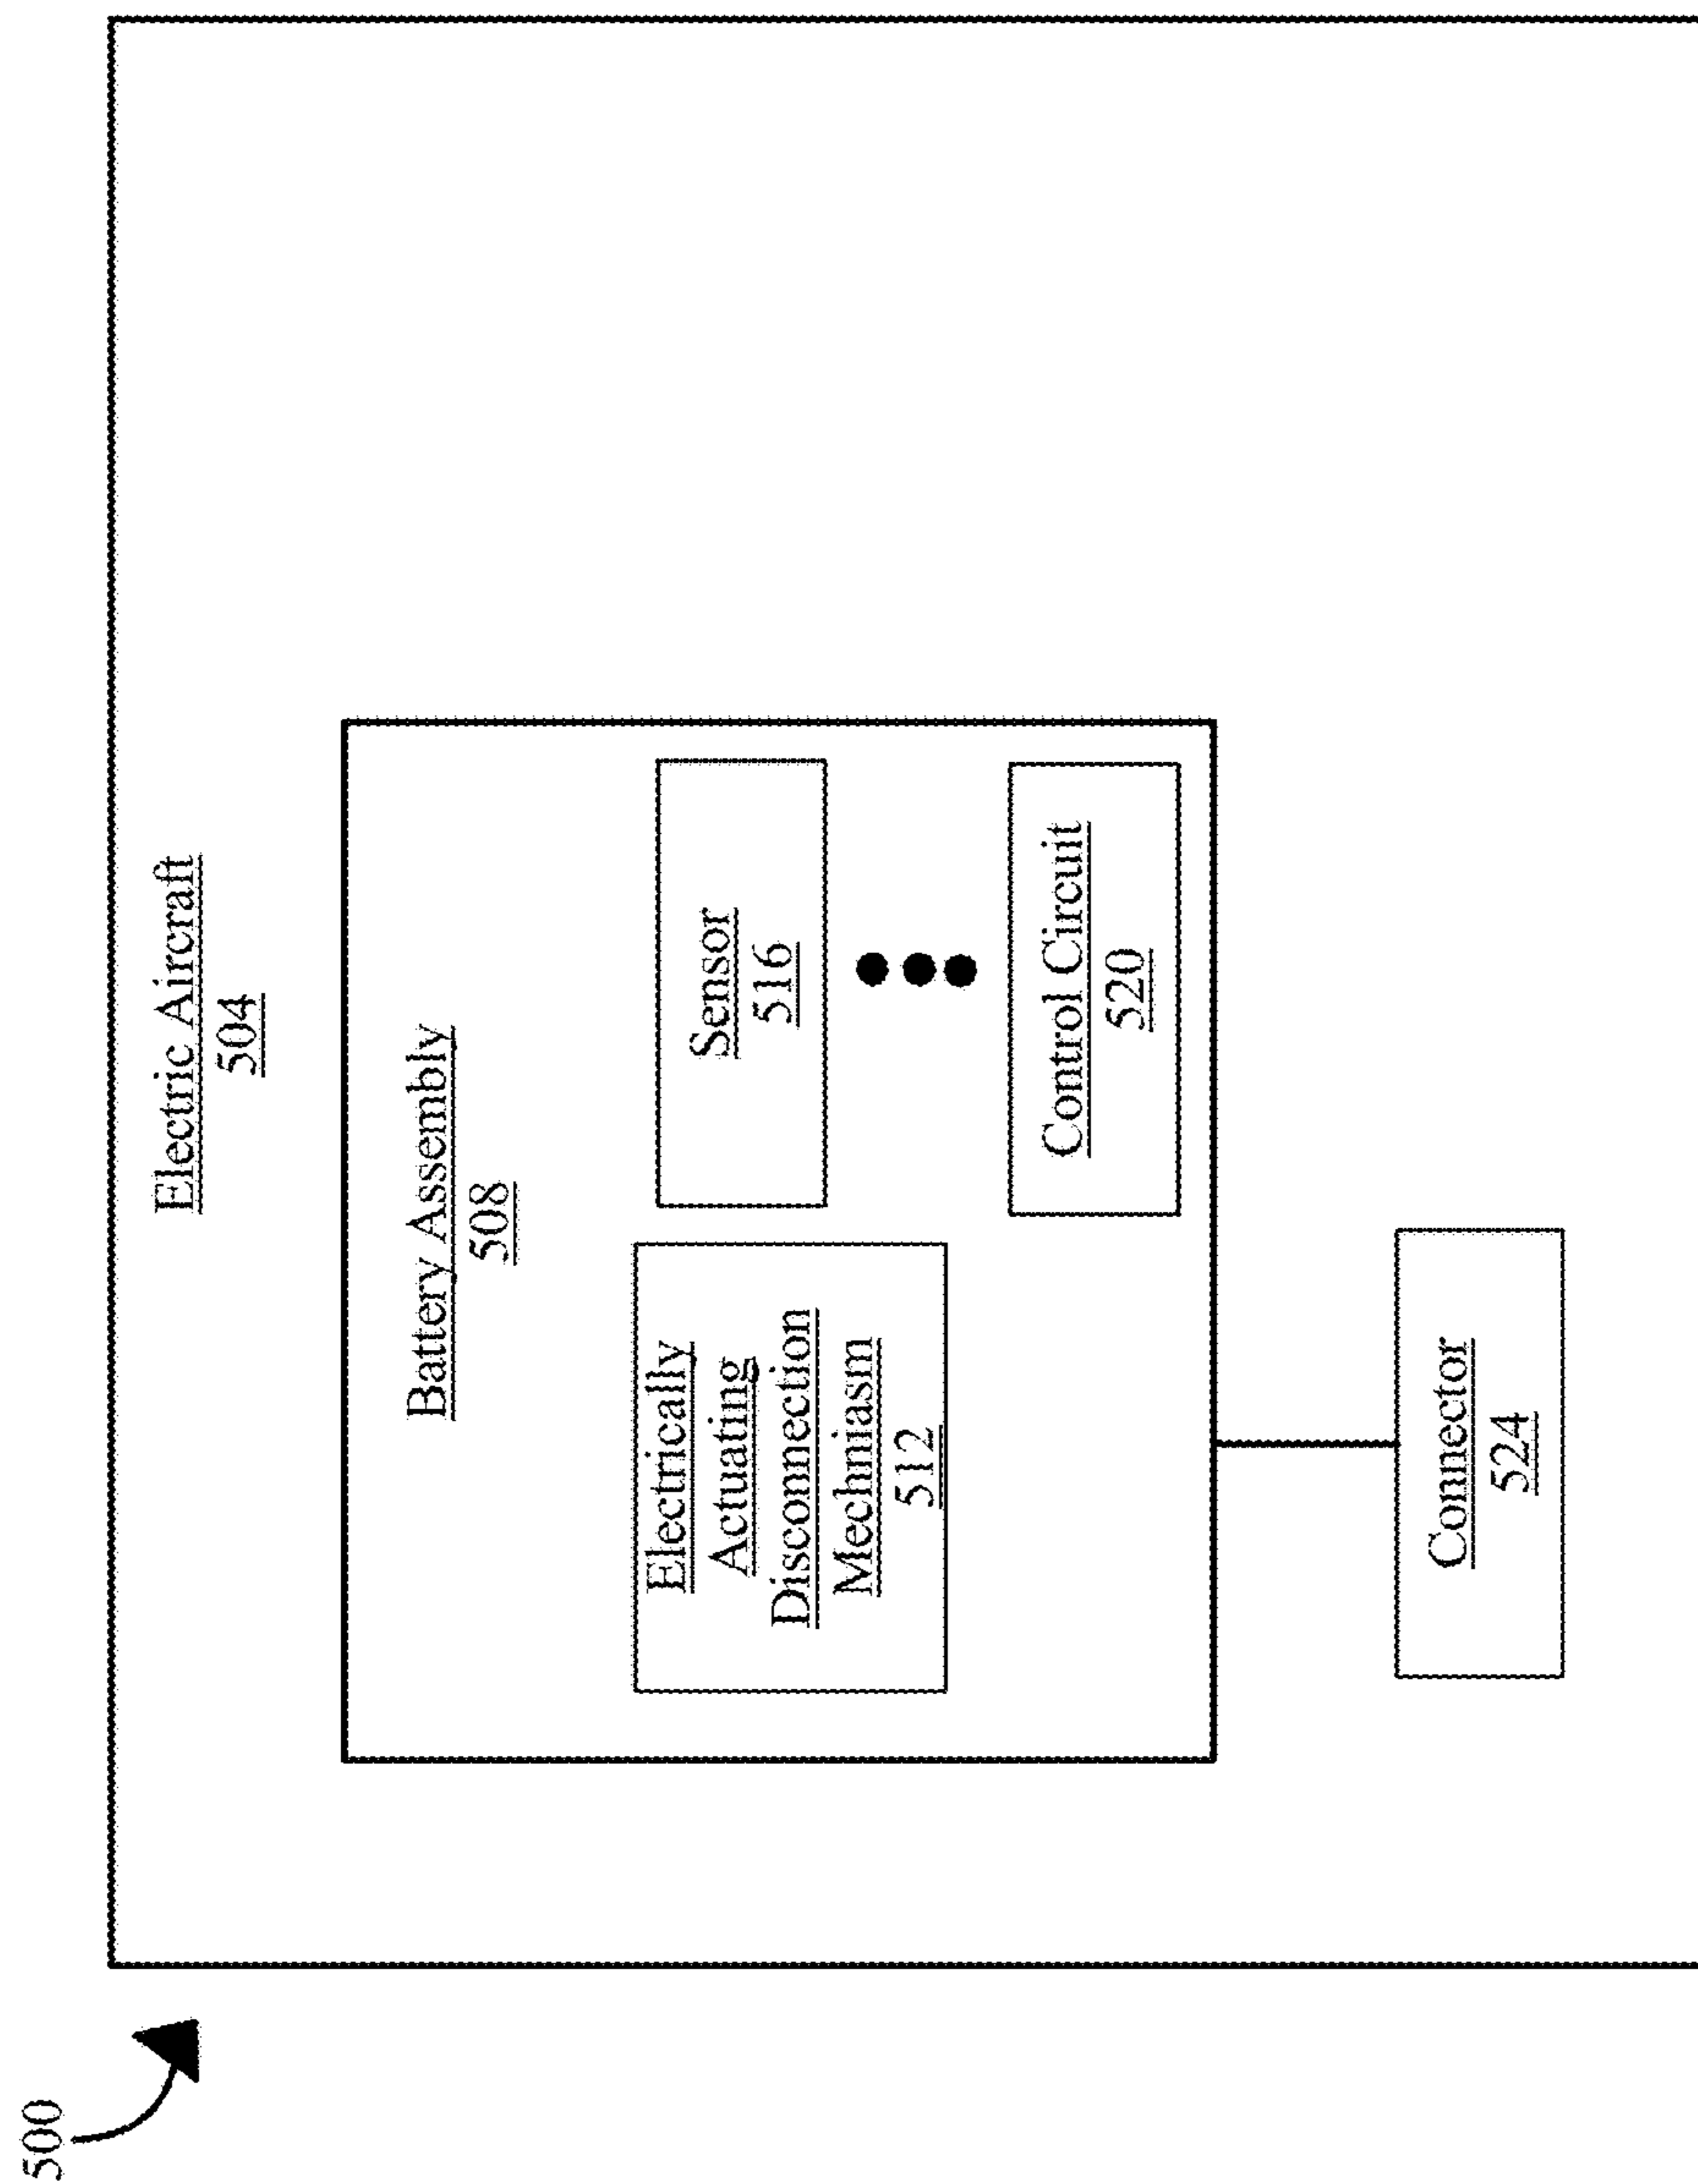 500
Electric Aircraft
504
Battery Assembly
508
Electrically
Actuating
Disconnection
Mechniasm
512
Sensor
516
Control Circuit
520
Connector
524